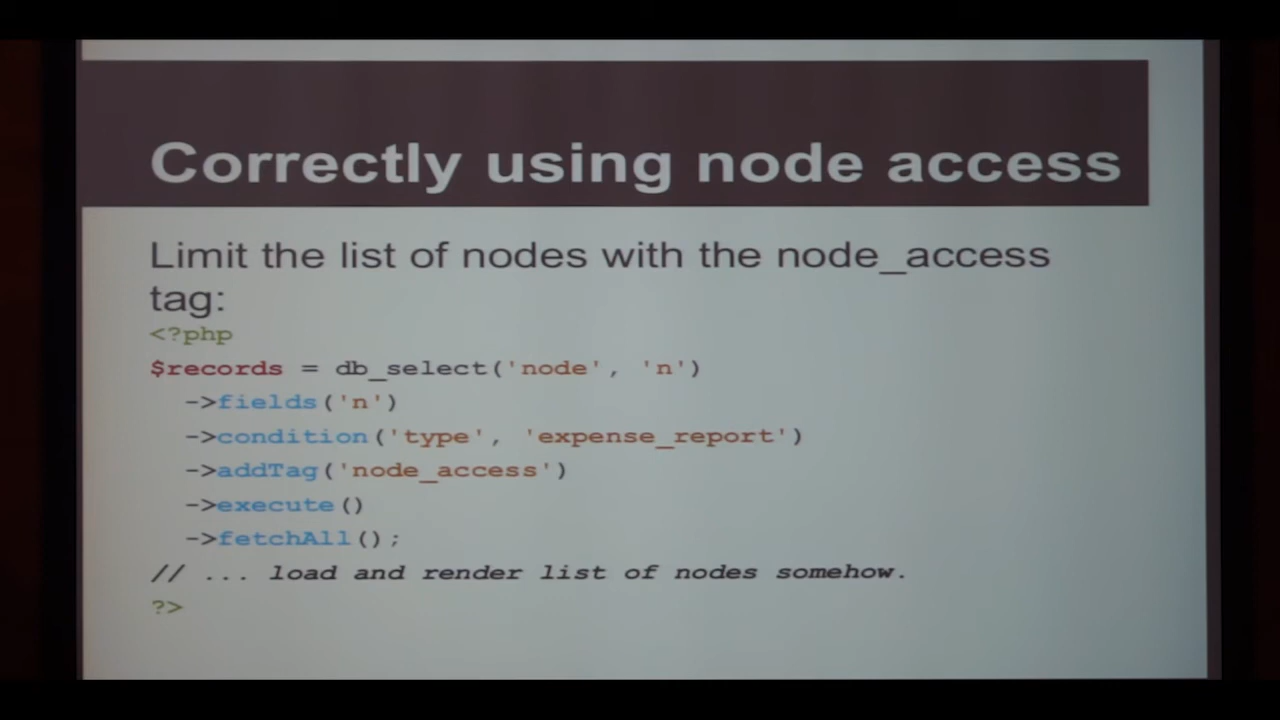 Correctly using node access
Limit the list of nodes with the node_access
tag:
<?php
$records = db_select('node', 'n')
->fields('n')
->condition('type', 'expense_report')
->addTag('node_access')
->execute()
->fetchAll();
// ... load and render list of nodes somehow.
?>